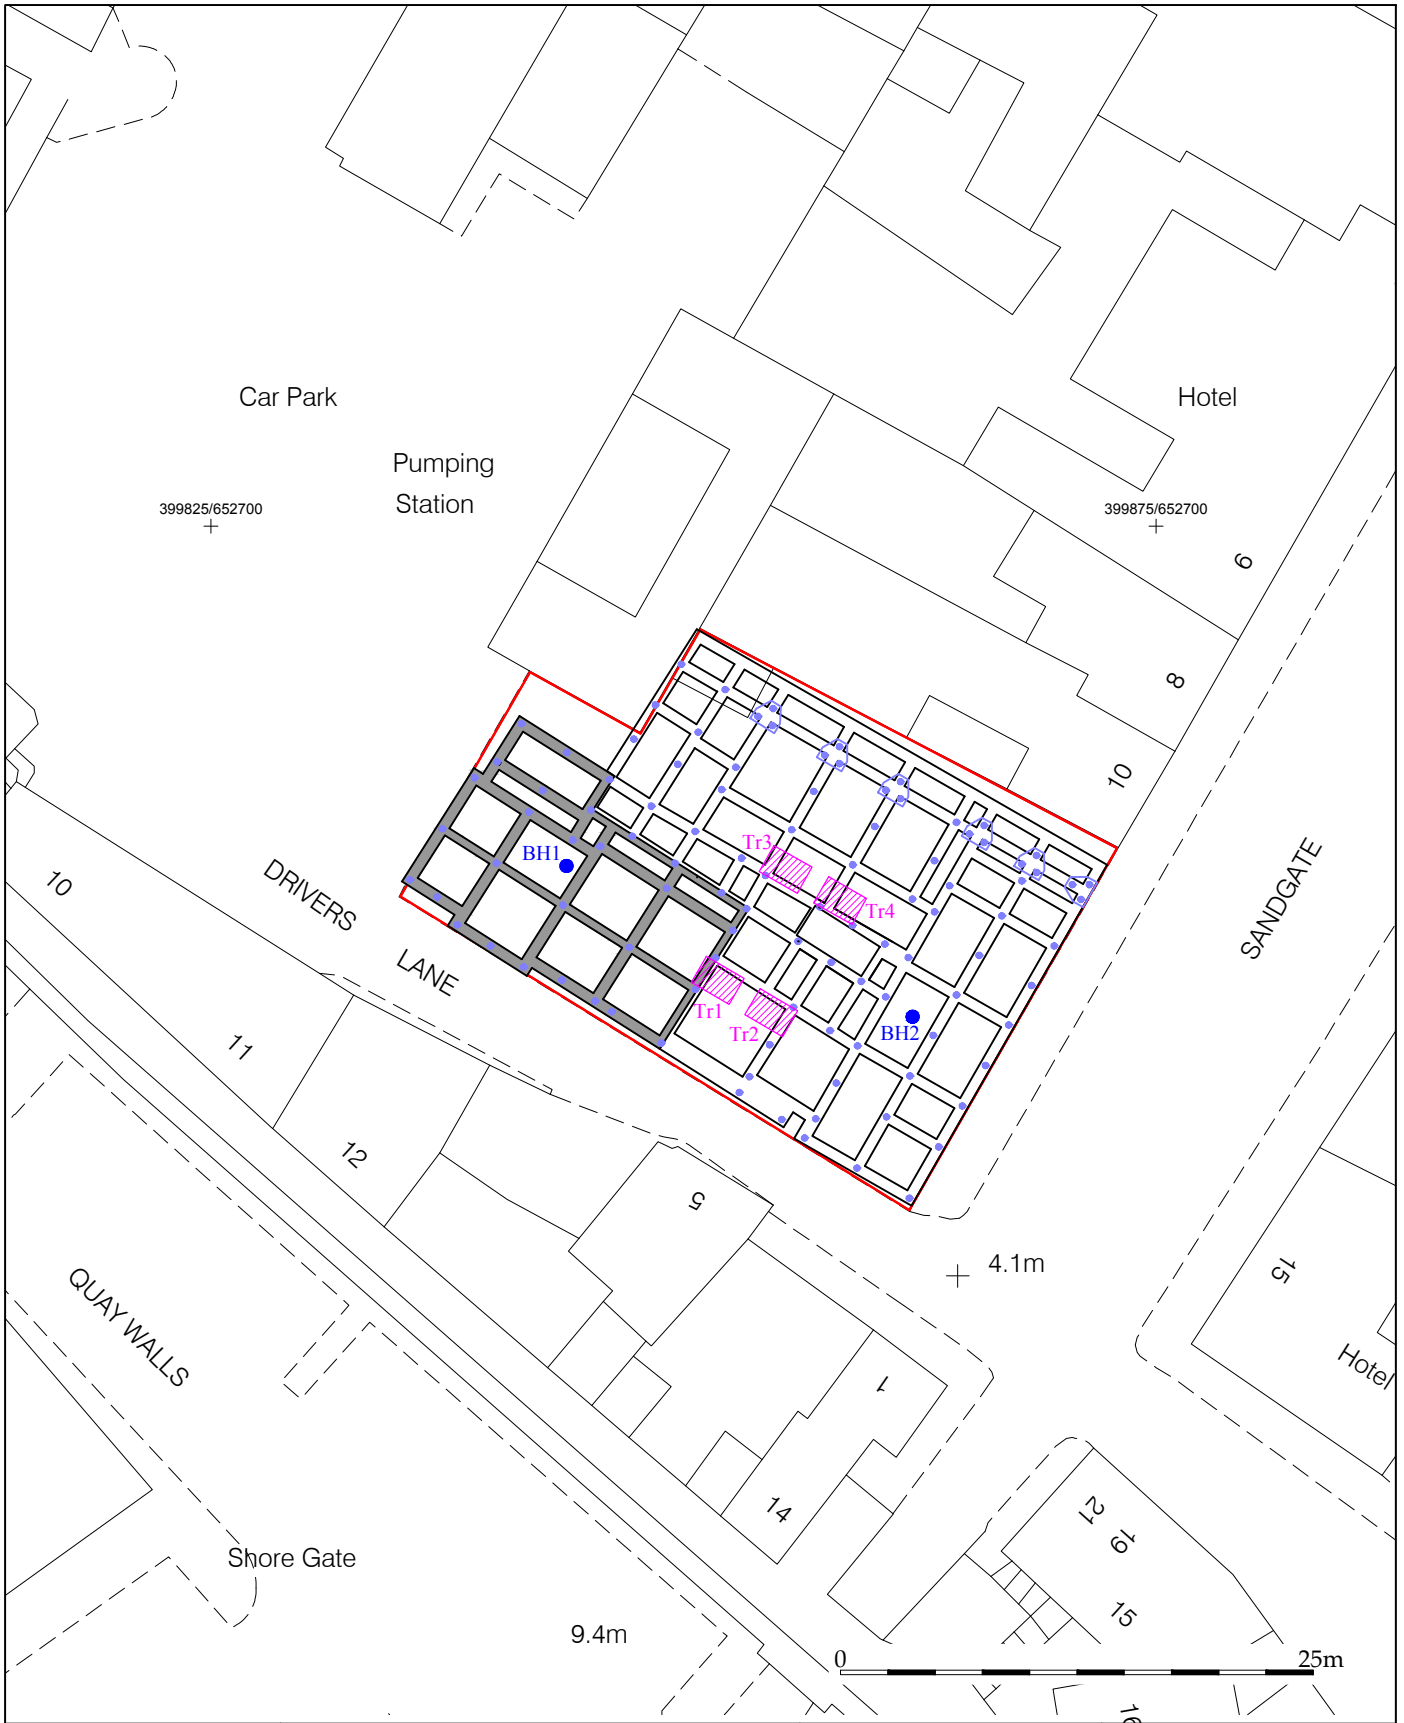 Car Park
Hotel
Pumping
Station
399825/652700
399875/652700
6
8
10
Tr3
BH1
10
DRIVERS
LANE
Tr4
SANDGATE
Tr1
Tr2
BH2
11
12
5
4.1m
15
QUAY WALLS
Hotel
1
14
21
19
15
Shore Gate
9.4m
0
25m
16